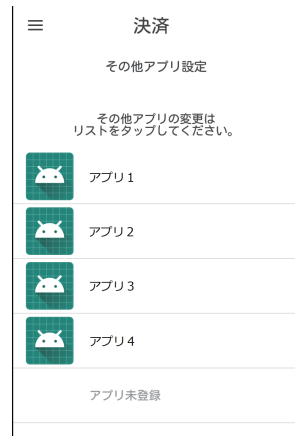 決済
その他アプリ設定
その他アプリの変更は
リストをタップしてください。
アプリ1
アプリ2
アプリ3
アプリ4
アプリ未登録